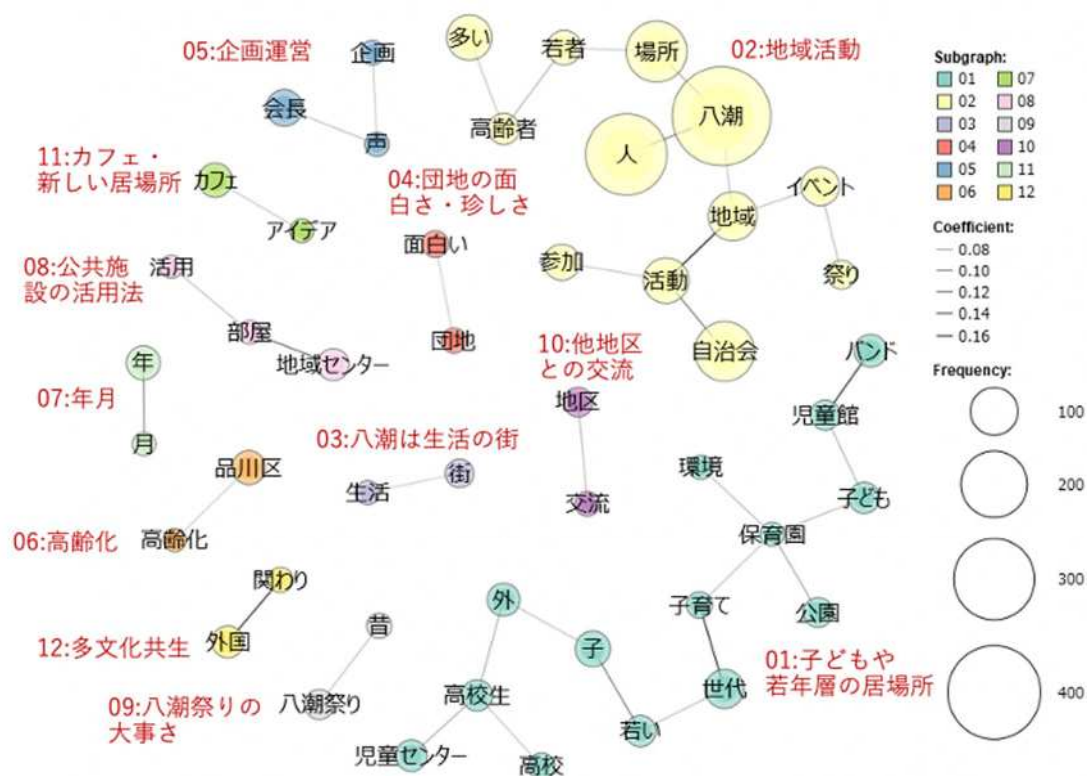 05:企画運営
企画
会長
声
多い
若者
場所
02:地域活動
高齢者
八潮
人
11:カフェ・
新しい居場所
カフェ
アイデア
04:団地の面
白さ・珍しさ
面白い
団地
地域
イベント
参加
活動
祭り
自治会
08:公共施
設の活用法
活用
部屋
地域センター
年
07:年月
月
10:他地区
との交流
地区
交流
03:八潮は生活の街
生活
街
品川区
06:高齢化
高齢化
バンド
児童館
環境
子ども
保育園
子育て
公園
関わり
外国
12:多文化共生
昔
09:八潮祭りの
大事さ
八潮祭り
外
子
高校生
世代
若い
児童センター
高校
01:子どもや
若年層の居場所
Subgraph:
01 07
02 08
03 09
04 10
05 11
06 12
Coefficient:
0.08
0.10
0.12
0.14
0.16
Frequency:
100
200
300
400